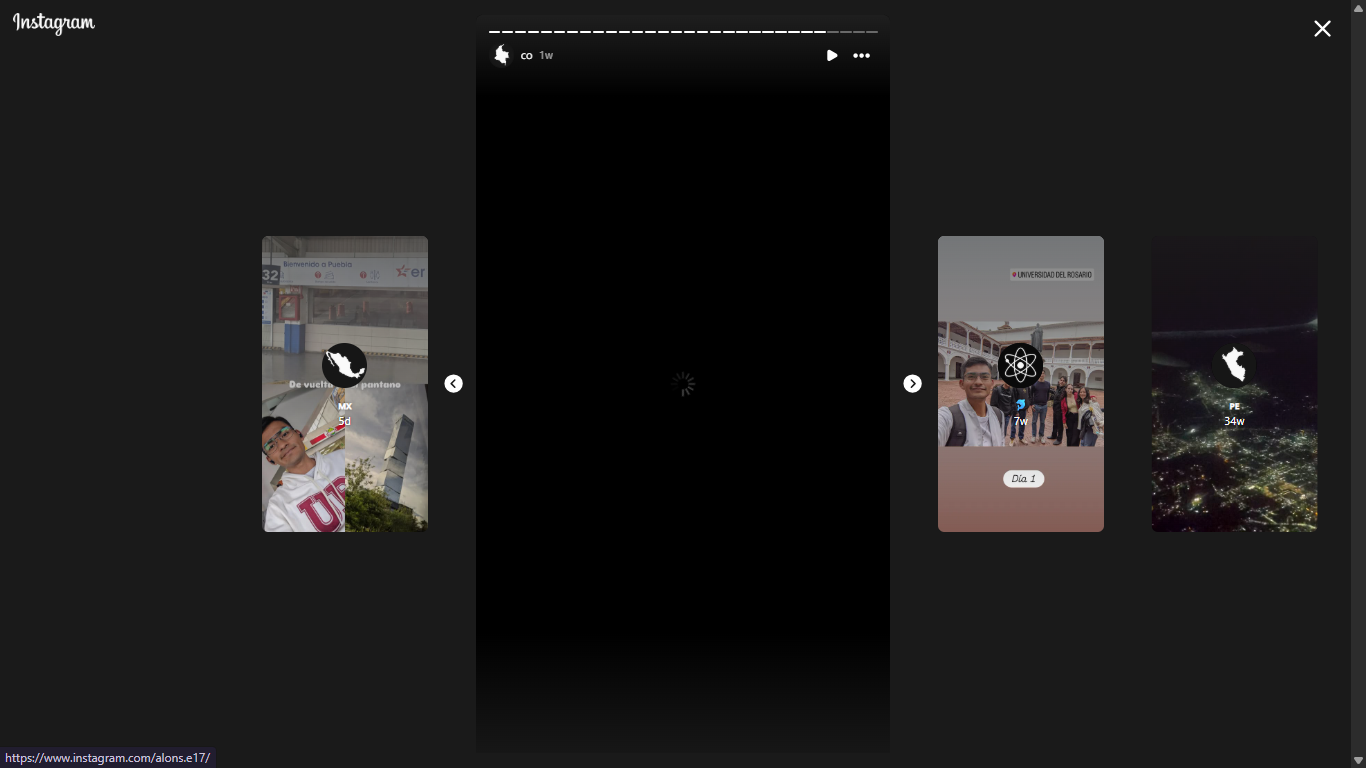 Instagram
co 1w
32
Bienvenido a Puebla
er
De vuelta pantano
MX
5d
UNIVERSIDAD DEL ROSARIO
7w
Día 1
PE
34w
https://www.instagram.com/alons.e17/